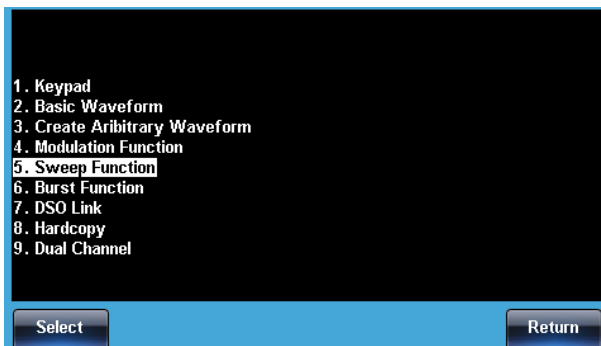 1. Keypad
2. Basic Waveform
3. Create Aribitrary Waveform
4. Modulation Function
5. Sweep Function
6. Burst Function
7. DSO Link
8. Hardcopy
9. Dual Channel
Select
Return